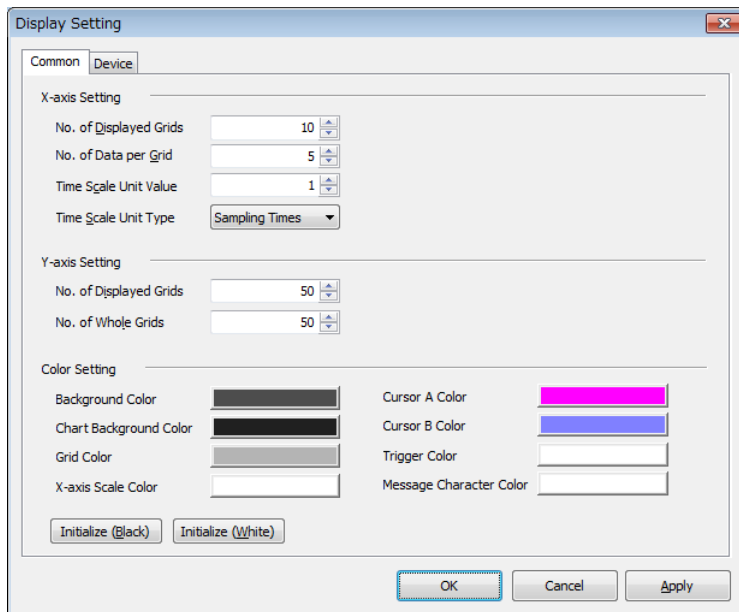 Display Setting
Common Device
X-axis Setting
No. of Displayed Grids 10
No. of Data per Grid 5
Time Scale Unit Value 1
Time Scale Unit Type Sampling Times
Y-axis Setting
No. of Displayed Grids 50
No. of Whole Grids 50
Color Setting
Background Color Cursor A Color
Chart Background Color Cursor B Color
Grid Color Trigger Color
X-axis Scale Color Message Character Color
Initialize (Black) Initialize (White)
OK Cancel Apply